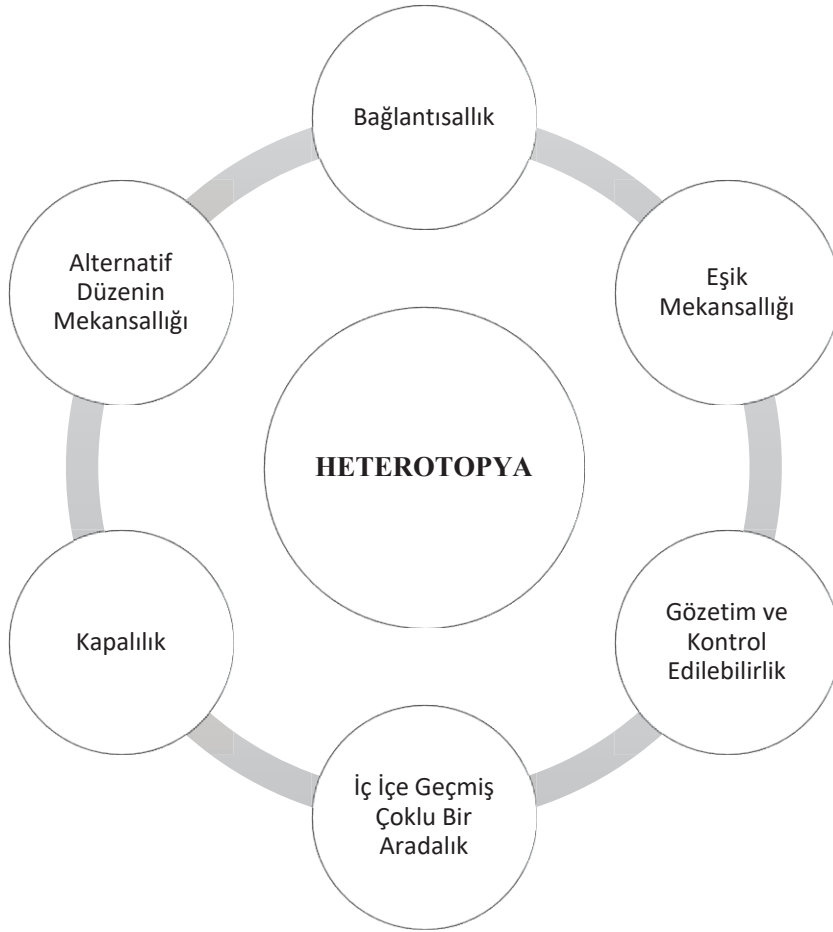 Bağlantısallık
Eşik
Mekansallığı
Gözetim ve
Kontrol
Edilebilirlik
İç İçe Geçmiş
Çoklu Bir
Aradalık
Kapalılık
Alternatif
Düzenin
Mekansallığı
HETEROTOPYA